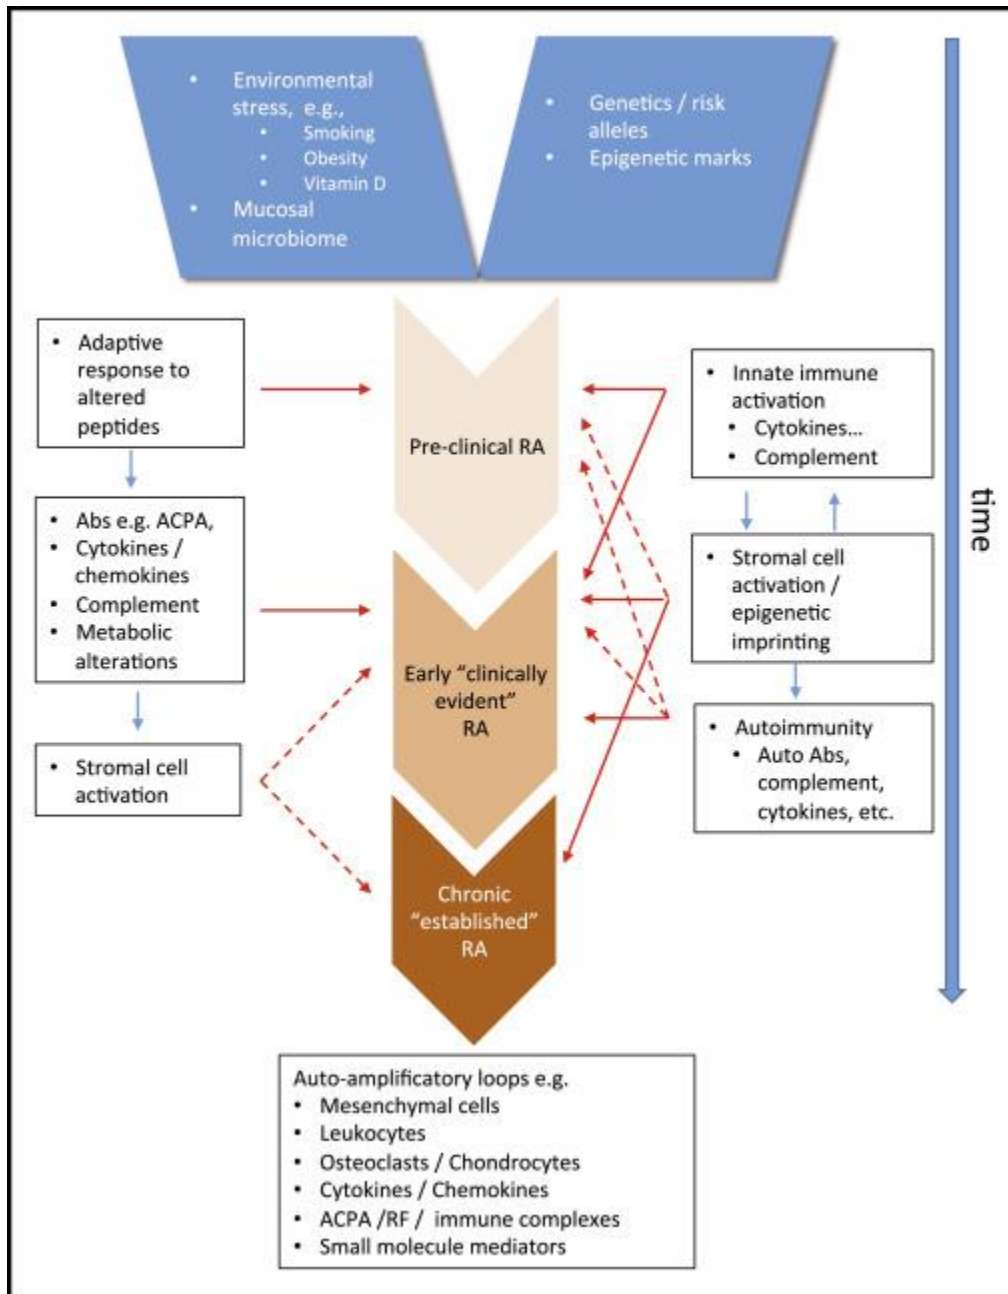 • Environmental
stress, e.g.,
• Smoking
• Obesity
• Vitamin D
• Mucosal
microbiome
• Genetics / risk
alleles
• Epigenetic marks
• Adaptive
response to
altered
peptides
• Abs e.g. ACPA,
• Cytokines /
chemokines
• Complement
• Metabolic
alterations
• Stromal cell
activation
Pre-clinical RA
Early “clinically
evident”
RA
Chronic
“established”
RA
• Innate immune
activation
• Cytokines...
• Complement
• Stromal cell
activation /
epigenetic
imprinting
• Autoimmunity
• Auto Abs,
complement,
cytokines, etc.
time
Auto-amplificatory loops e.g.
• Mesenchymal cells
• Leukocytes
• Osteoclasts / Chondrocytes
• Cytokines / Chemokines
• ACPA /RF / immune complexes
• Small molecule mediators